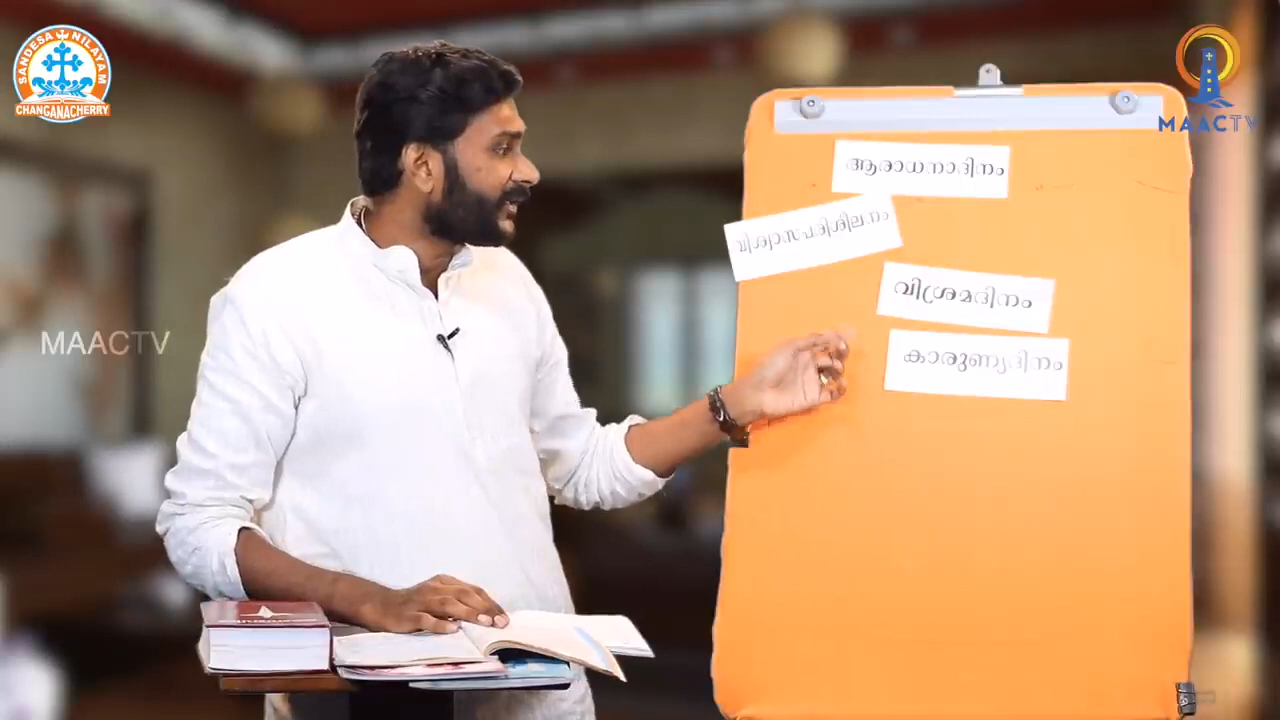 SANDESA NILAYAM
CHANGANACHERRY
MAACTV
ആരാധനാദിനം
വിശ്വാസപരിശീലനം
വിശ്രമദിനം
കാരുണ്യദിനം
MAACTV